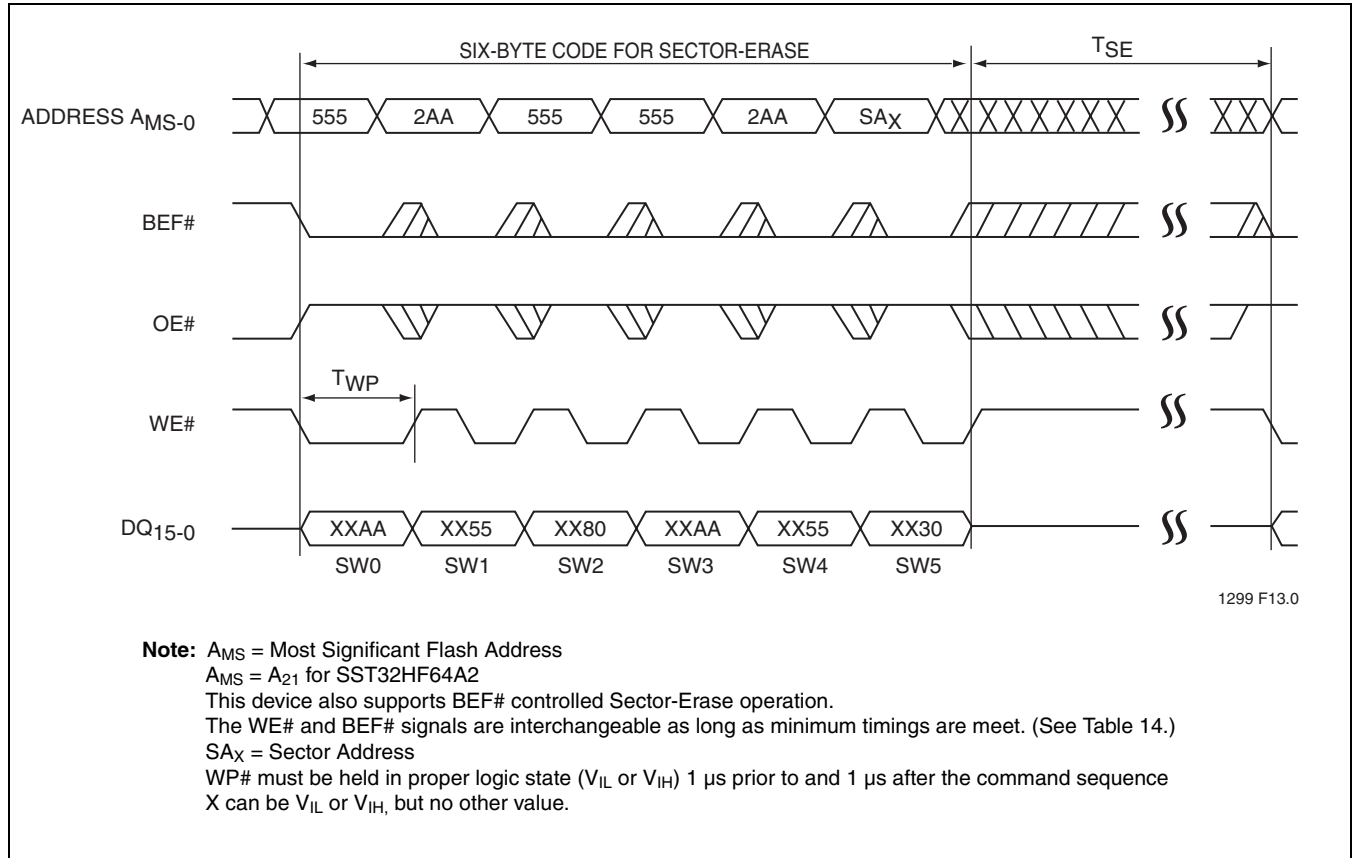 SIX-BYTE CODE FOR SECTOR-ERASE TSE
ADDRESS AMS-0 555 2AA 555 555 2AA SAX
BEF#
OE#
TWP
WE#
DQ15-0 XXAA XX55 XX80 XXAA XX55 XX30
SW0 SW1 SW2 SW3 SW4 SW5
1299 F13.0
Note: AMS = Most Significant Flash Address
AMS = A21 for SST32HF64A2
This device also supports BEF# controlled Sector-Erase operation.
The WE# and BEF# signals are interchangeable as long as minimum timings are meet. (See Table 14.)
SAX = Sector Address
WP# must be held in proper logic state (VIL or VIH) 1 µs prior to and 1 µs after the command sequence
X can be VIL or VIH, but no other value.